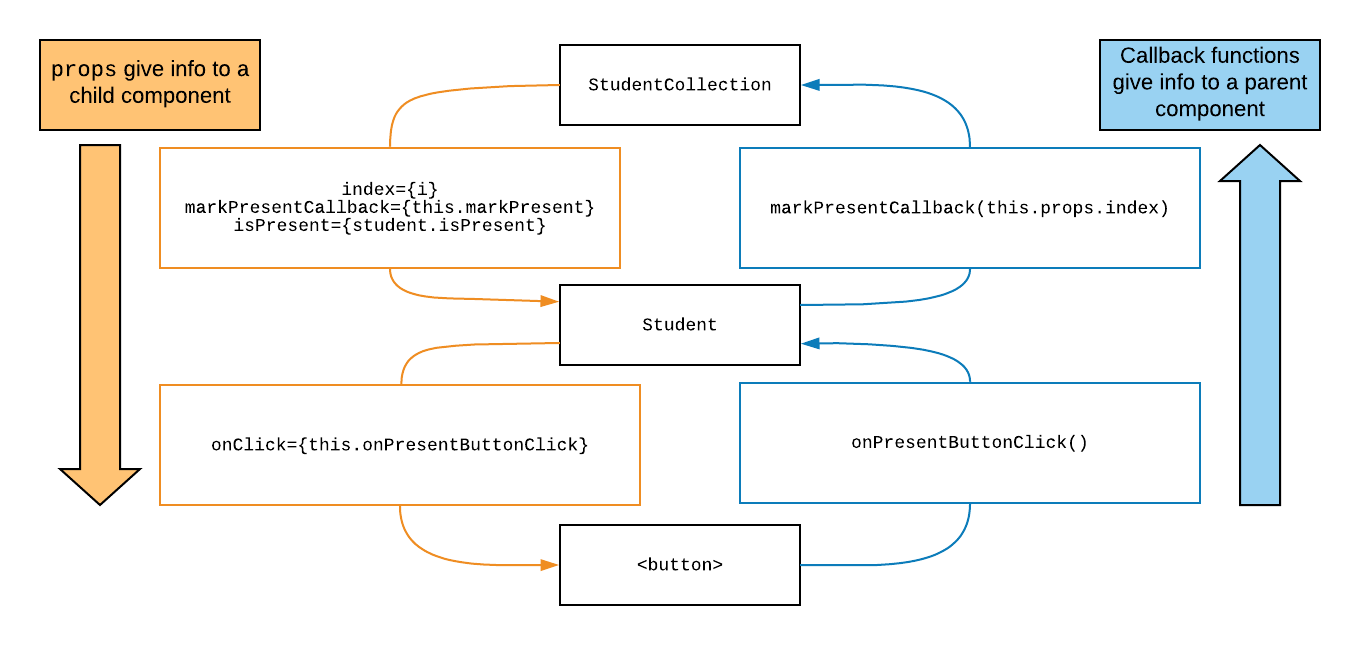 props give info to a
child component
StudentCollection
Callback functions
give info to a parent
component
index={i}
markPresentCallback={this.markPresent}
isPresent={student.isPresent}
markPresentCallback(this.props.index)
Student
onClick={this.onPresentButtonClick}
onPresentButtonClick()
<button>